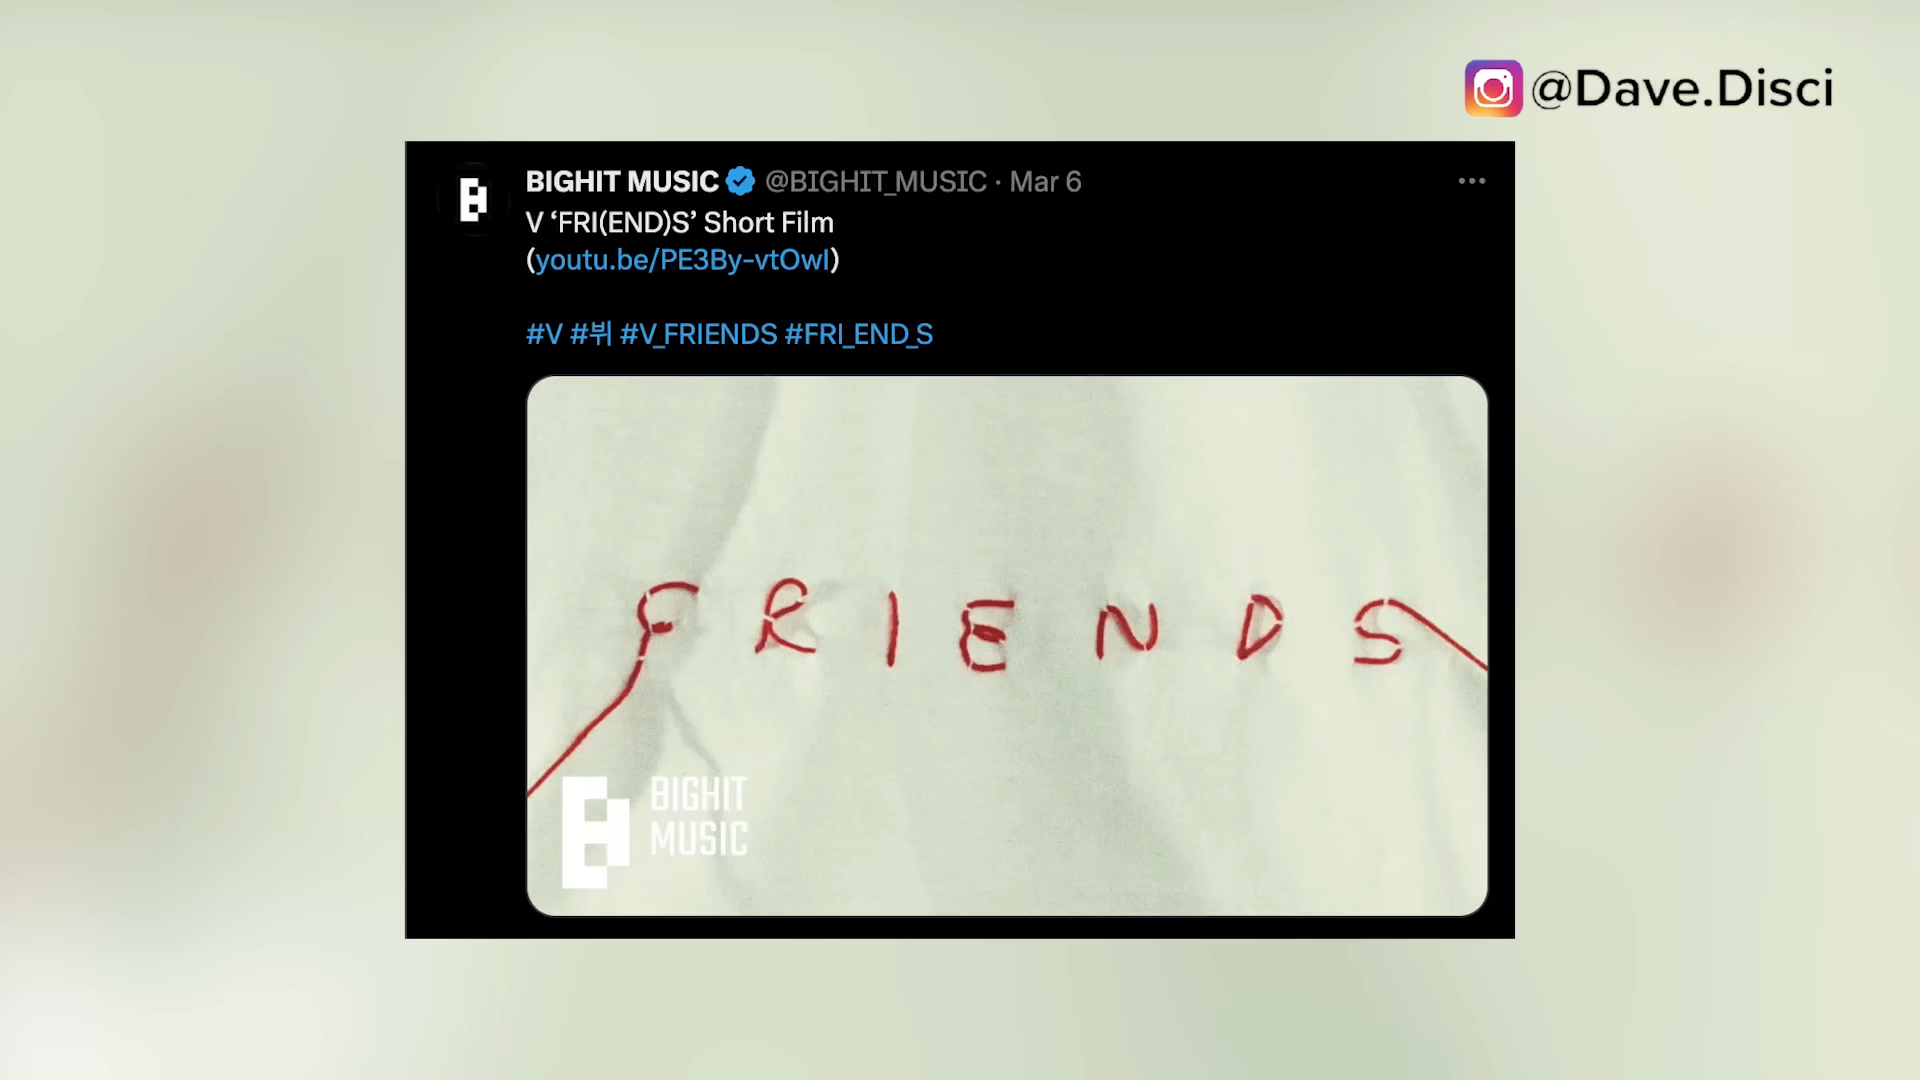 @Dave.Disci
BIGHIT MUSIC @BIGHIT_MUSIC · Mar 6
V ‘FRI(END)S’ Short Film
(youtu.be/PE3By-vtOwI)
#V #뷔 #V_FRIENDS #FRI_END_S
FRIENDS
BIGHIT
MUSIC